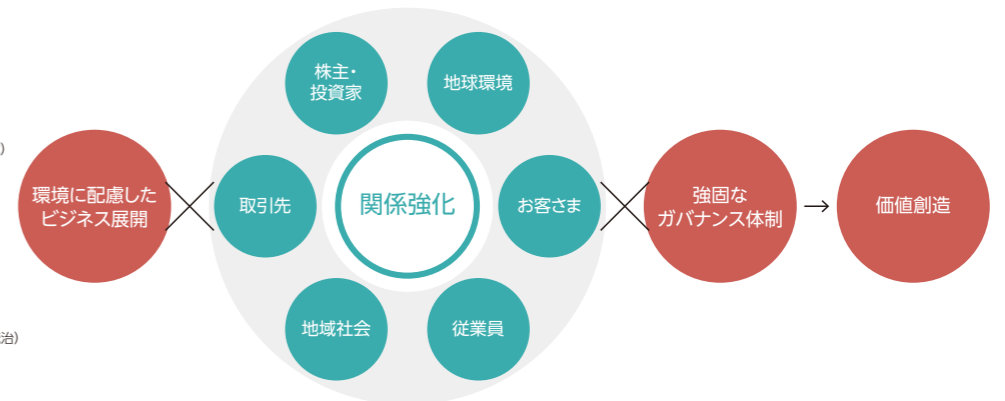 株主・
投資家
地球環境
)
環境に配慮した
ビジネス展開
取引先
関係強化
お客さま
強固な
ガバナンス体制
→
価値創造
地域社会
従業員
治)